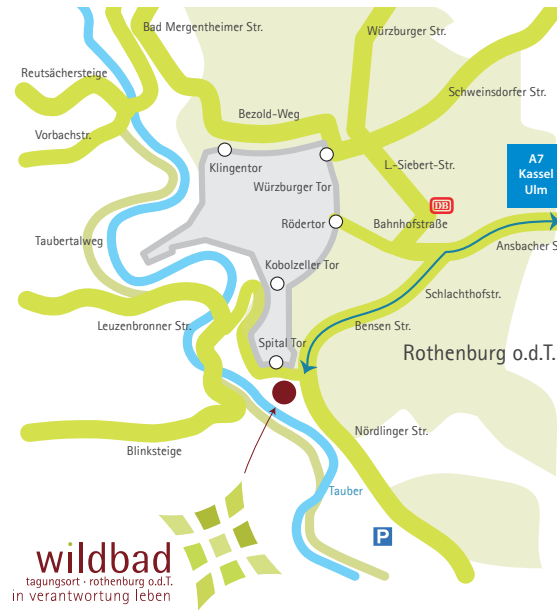 Bad Mergentheimer Str.
Würzburger Str.
Reutsächersteige
Schweinsdorfer Str.
Bezold-Weg
Vorbachstr.
A7
Kassel
Ulm
Klingentor
L.-Siebert-Str.
Würzburger Tor
DB
Rödertor
Bahnhofstraße
Taubertalweg
Ansbacher S
Kobolzeller Tor
Schlachthofstr.
Leuzenbronner Str.
Bensen Str.
Spital Tor
Rothenburg o.d.T.
Nördlinger Str.
Blinksteige
Tauber
P
wildbad
tagungsort · rothenburg o.d.T.
in verantwortung leben